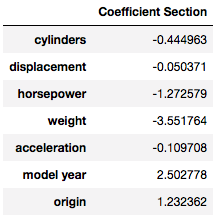 Coefficient Section
cylinders -0.444963
displacement -0.050371
horsepower -1.272579
weight -3.551764
acceleration -0.109708
model year 2.502778
origin 1.232362